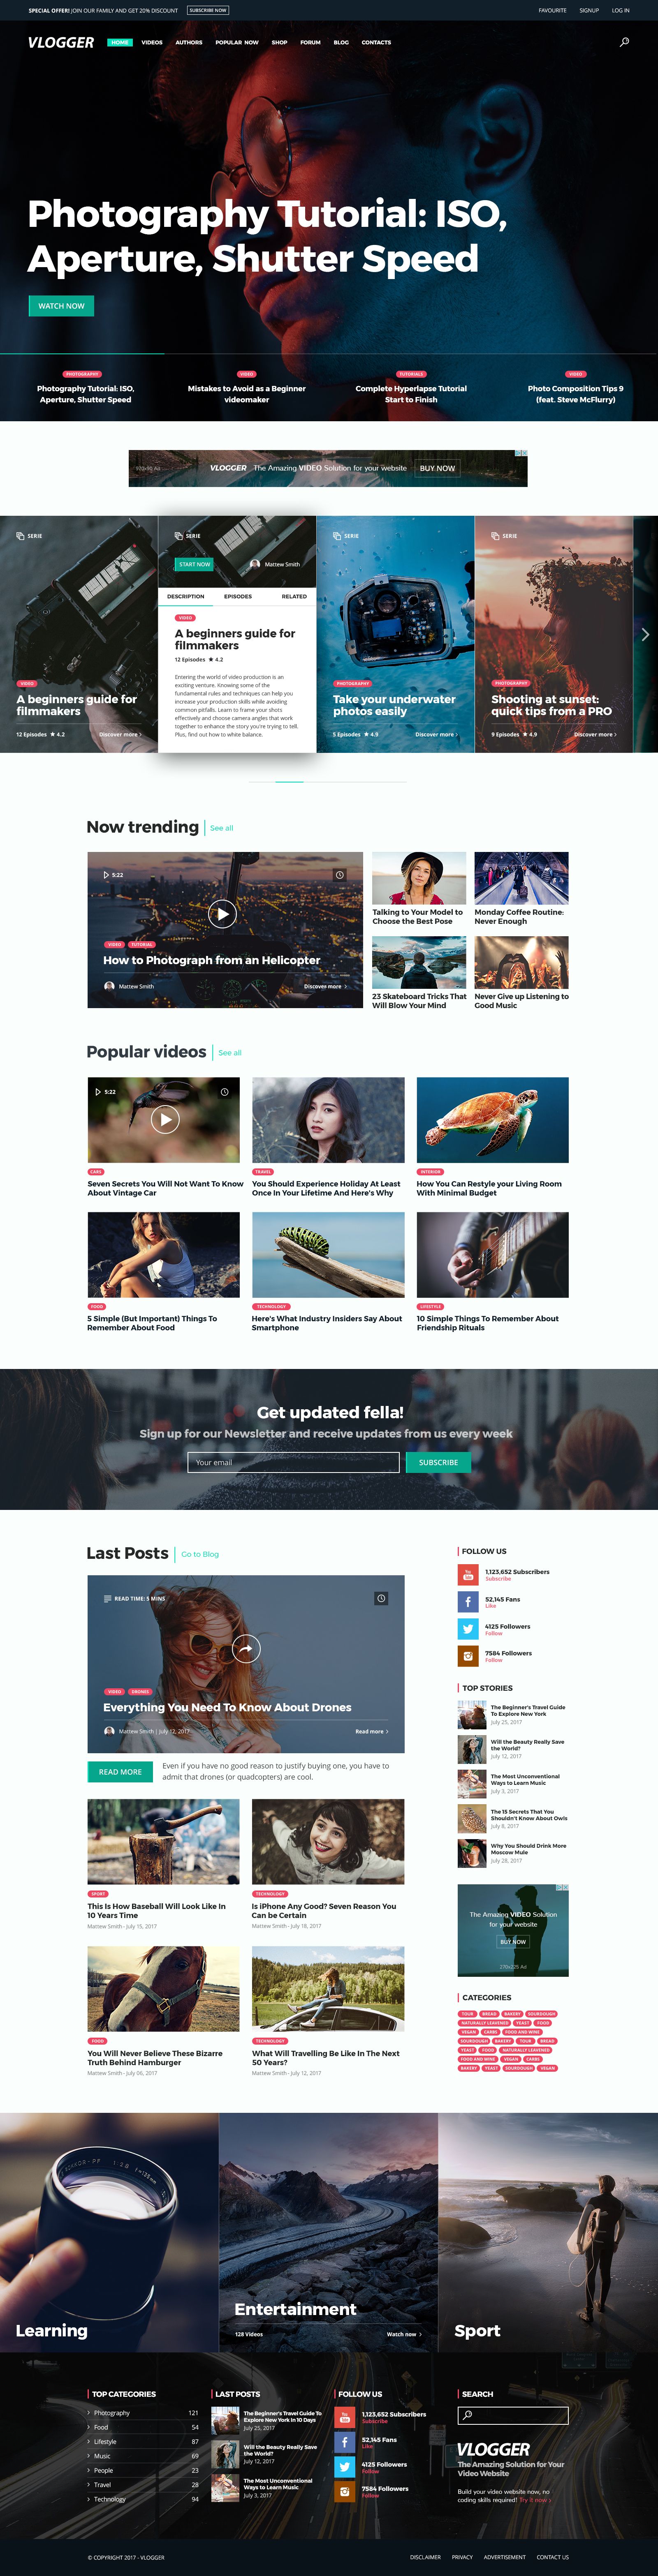 SPECIAL OFFER! JOIN OUR FAMILY AND GET 20% DISCOUNT SUBSCRIBE NOW FAVOURITE SIGNUP LOG IN
VLOGGER HOME VIDEOS AUTHORS POPULAR NOW SHOP FORUM BLOG CONTACTS
Photography Tutorial: ISO,
Aperture, Shutter Speed
WATCH NOW
PHOTOGRAPHY
Photography Tutorial: ISO,
Aperture, Shutter Speed
VIDEO
Mistakes to Avoid as a Beginner
videomaker
TUTORIALS
Complete Hyperlapse Tutorial
Start to Finish
VIDEO
Photo Composition Tips 9
(feat. Steve McFlurry)
VLOGGER The Amazing VIDEO Solution for your website BUY NOW
SERIE
VIDEO
A beginners guide for
filmmakers
12 Episodes ★ 4.2 Discover more
SERIE
START NOW Mattew Smith
DESCRIPTION EPISODES RELATED
VIDEO
A beginners guide for
filmmakers
12 Episodes ★ 4.2
Entering the world of video production is an
exciting venture. Knowing some of the
fundamental rules and techniques can help you
increase your production skills while avoiding
common pitfalls. Learn to frame your shots
effectively and choose camera angles that work
together to enhance the story you're trying to tell.
Plus, find out how to white balance.
SERIE
PHOTOGRAPHY
Take your underwater
photos easily
5 Episodes ★ 4.9 Discover more
SERIE
PHOTOGRAPHY
Shooting at sunset:
quick tips from a PRO
9 Episodes ★ 4.9 Discover more
Now trending See all
5:22
VIDEO TUTORIAL
How to Photograph from an Helicopter
Mattew Smith Discover more
Talking to Your Model to
Choose the Best Pose
Monday Coffee Routine:
Never Enough
23 Skateboard Tricks That
Will Blow Your Mind
Never Give up Listening to
Good Music
Popular videos See all
5:22
CARS
Seven Secrets You Will Not Want To Know
About Vintage Car
TRAVEL
You Should Experience Holiday At Least
Once In Your Lifetime And Here's Why
INTERIOR
How You Can Restyle your Living Room
With Minimal Budget
FOOD
5 Simple (But Important) Things To
Remember About Food
TECHNOLOGY
Here's What Industry Insiders Say About
Smartphone
LIFESTYLE
10 Simple Things To Remember About
Friendship Rituals
Get updated fella!
Sign up for our Newsletter and receive updates from us every week
Your email SUBSCRIBE
Last Posts Go to Blog
READ TIME: 5 MINS
VIDEO DRONES
Everything You Need To Know About Drones
Mattew Smith | July 12, 2017 Read more
READ MORE
Even if you have no good reason to justify buying one, you have to
admit that drones (or quadcopters) are cool.
SPORT
This Is How Baseball Will Look Like In
10 Years Time
Mattew Smith - July 15, 2017
TECHNOLOGY
Is iPhone Any Good? Seven Reason You
Can be Certain
Mattew Smith - July 18, 2017
FOOD
You Will Never Believe These Bizarre
Truth Behind Hamburger
Mattew Smith - July 06, 2017
TECHNOLOGY
What Will Travelling Be Like In The Next
50 Years?
Mattew Smith - July 12, 2017
FOLLOW US
You Tube
1,123,652 Subscribers
Subscribe
52,145 Fans
Like
4125 Followers
Follow
7584 Followers
Follow
TOP STORIES
The Beginner's Travel Guide
To Explore New York
July 25, 2017
Will the Beauty Really Save
the World?
July 12, 2017
The Most Unconventional
Ways to Learn Music
July 3, 2017
The 15 Secrets That You
Shouldn't Know About Owls
July 8, 2017
Why You Should Drink More
Moscow Mule
July 28, 2017
The Amazing VIDEO Solution
for your website
BUY NOW
270x225 Ad
CATEGORIES
TOUR BREAD BAKERY SOURDOUGH
NATURALLY LEAVENED YEAST FOOD
VEGAN CARBS FOOD AND WINE
SOURDOUGH BAKERY TOUR BREAD
YEAST FOOD NATURALLY LEAVENED
FOOD AND WINE VEGAN CARBS
BAKERY YEAST SOURDOUGH VEGAN
Learning
Entertainment
128 Videos Watch now
Sport
TOP CATEGORIES
Photography 121
Food 54
Lifestyle 87
Music 69
People 23
Travel 28
Technology 94
LAST POSTS
The Beginner's Travel Guide To
Explore New York In 10 Days
July 25, 2017
Will the Beauty Really Save
the World?
July 12, 2017
The Most Unconventional
Ways to Learn Music
July 3, 2017
FOLLOW US
You Tube
1,123,652 Subscribers
Subscribe
52,145 Fans
Like
4125 Followers
Follow
7584 Followers
Follow
SEARCH
VLOGGER
The Amazing Solution for Your
Video Website
Build your video website now, no
coding skills required! Try it now
© COPYRIGHT 2017 - VLOGGER DISCLAIMER PRIVACY ADVERTISEMENT CONTACT US